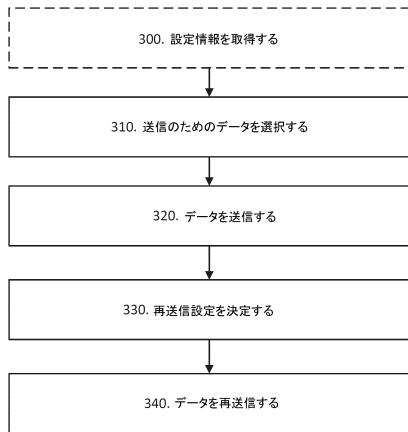 300. 設定情報を取得する
310. 送信のためのデータを選択する
320. データを送信する
330. 再送信設定を決定する
340. データを再送信する